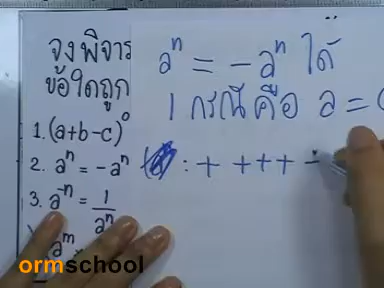 จงพิจาร
ข้อใดถูก
1. (a+b-c)⁰
2. aⁿ = -aⁿ
3. a⁻ⁿ = 1/aⁿ
aᵐ
aⁿ = -aⁿ ได้
1 กรณีคือ a =
: + + + + -
ormschool